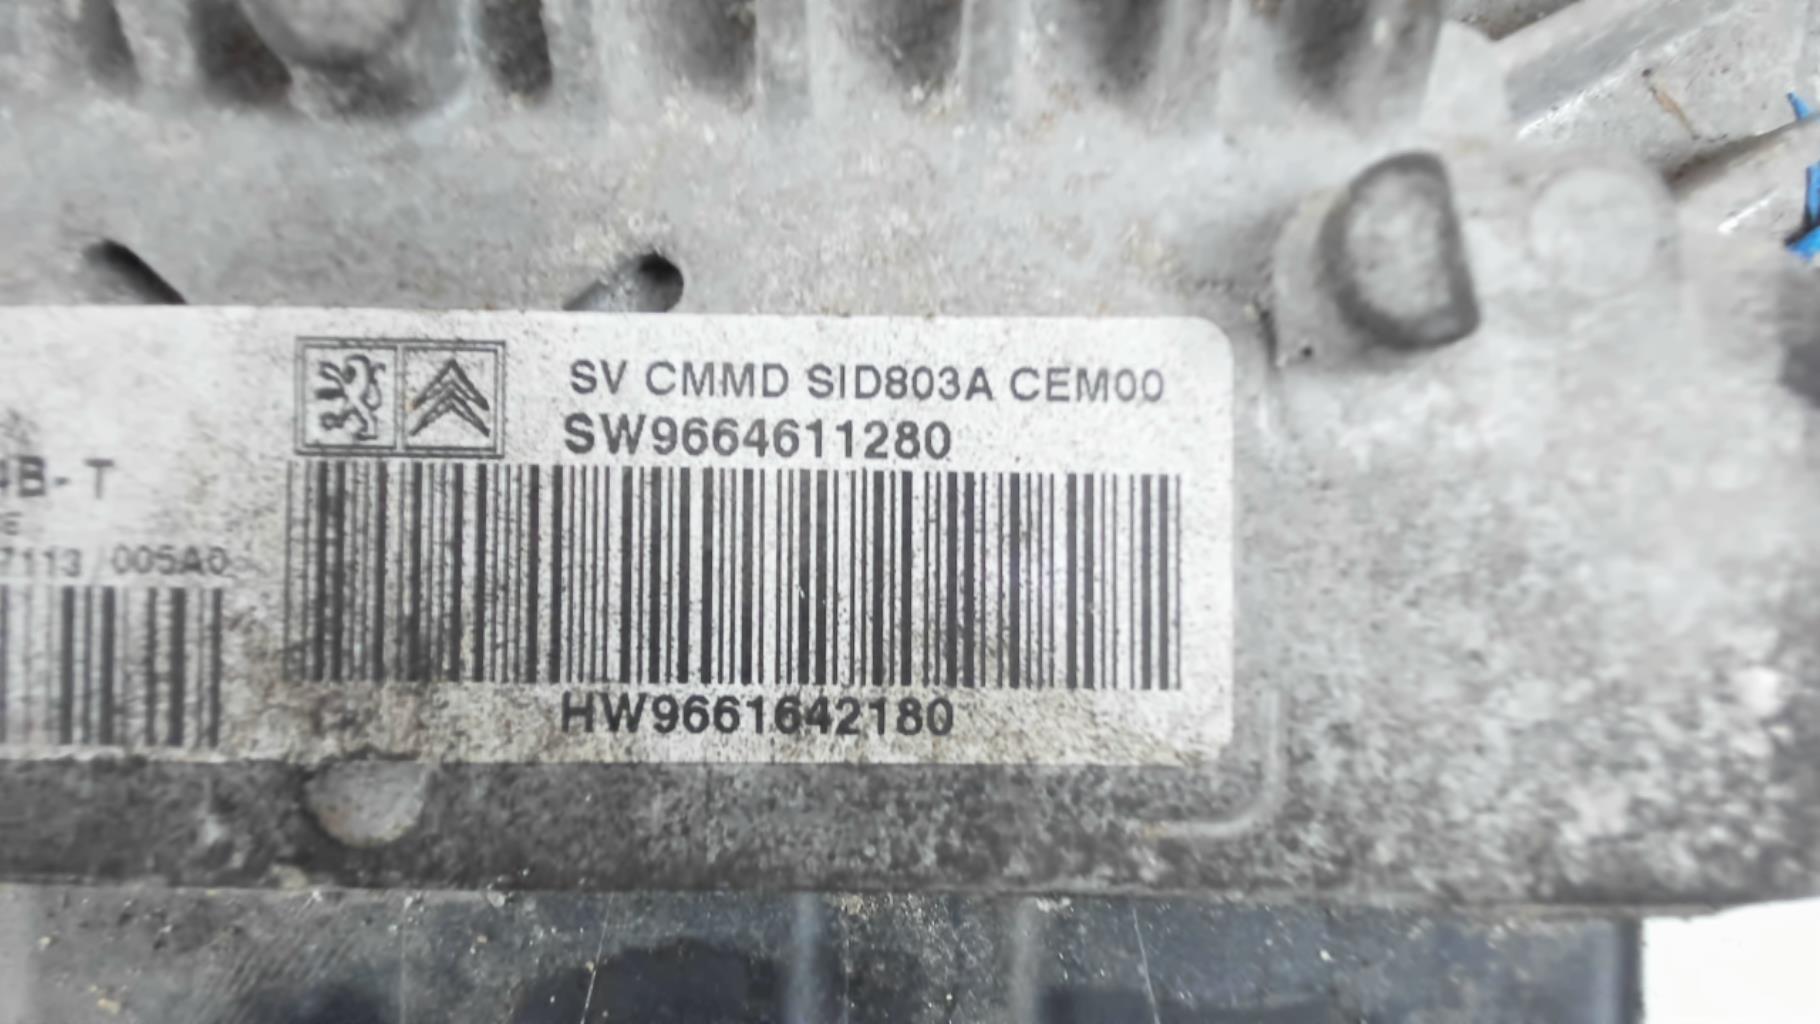 SV CMMD SID803A CEM00
SW9664611280
HW9661642180
4B-T
E
7113 005A0